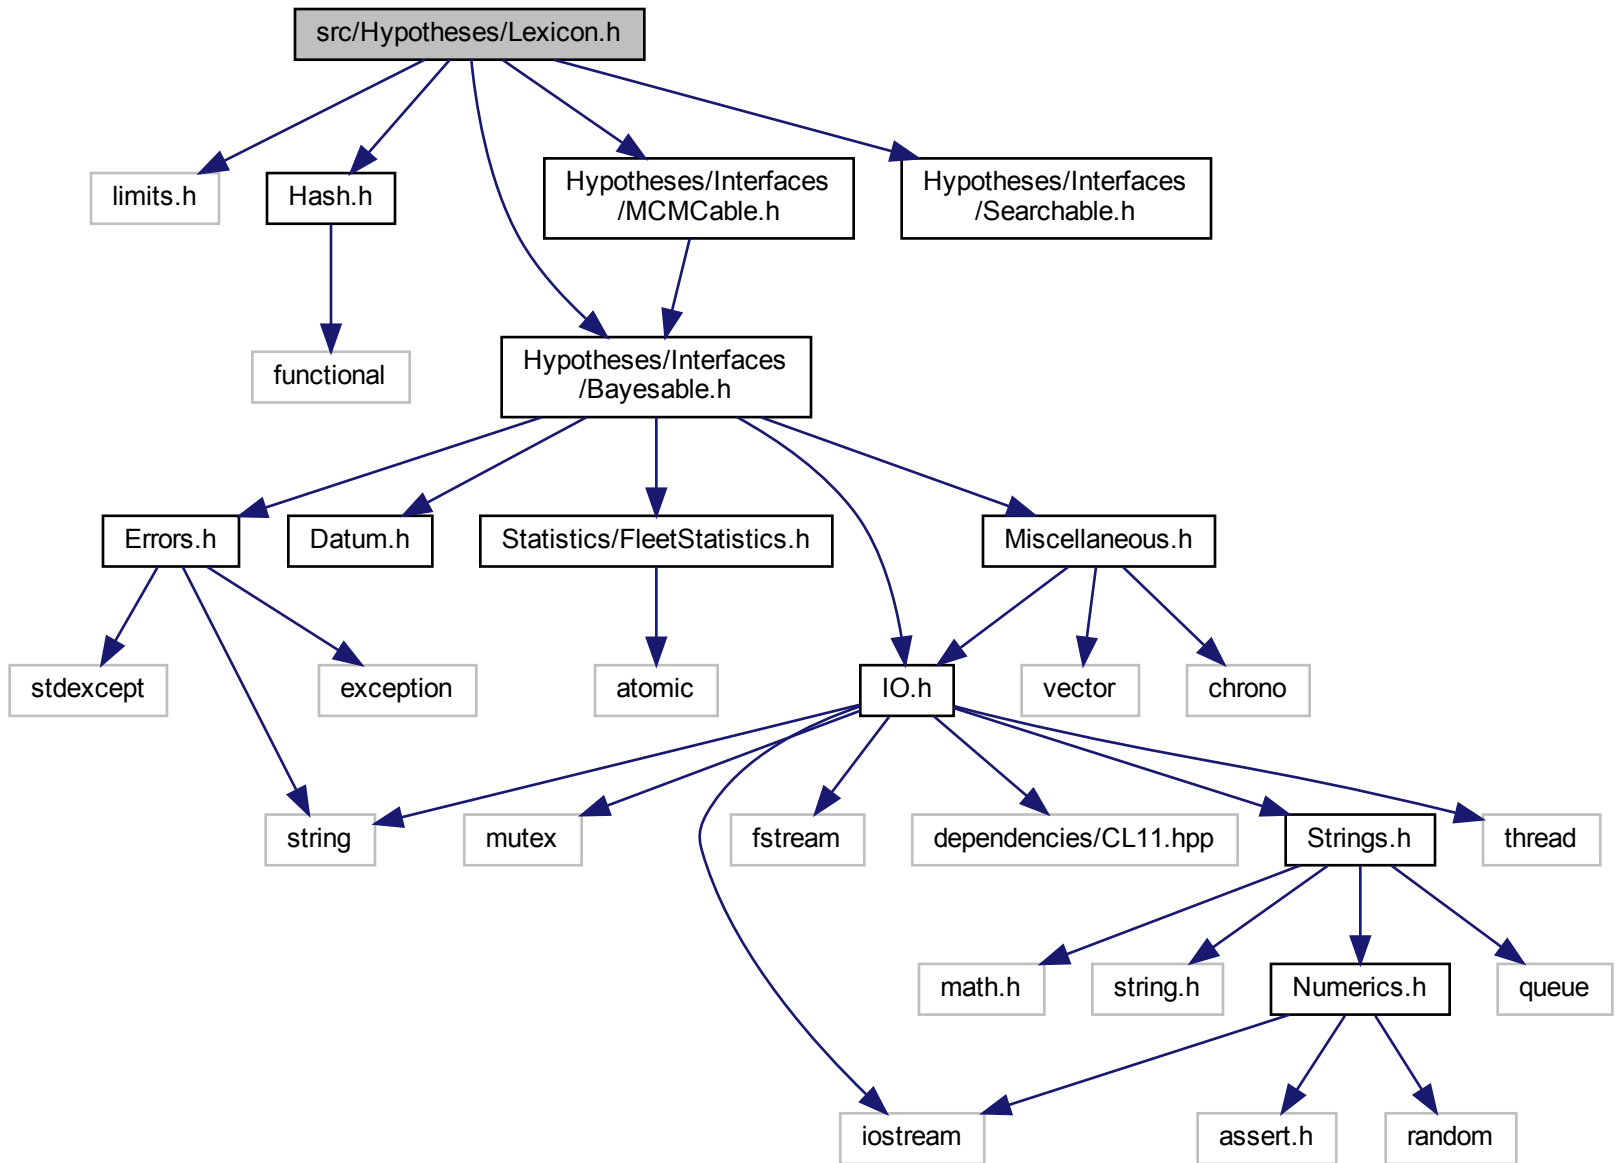 src/Hypotheses/Lexicon.h
limits.h
Hash.h
Hypotheses/Interfaces
/MCMCable.h
Hypotheses/Interfaces
/Searchable.h
functional
Hypotheses/Interfaces
/Bayesable.h
Errors.h
Datum.h
Statistics/FleetStatistics.h
Miscellaneous.h
stdexcept
exception
atomic
IO.h
vector
chrono
string
mutex
fstream
dependencies/CL11.hpp
Strings.h
thread
math.h
string.h
Numerics.h
queue
iostream
assert.h
random